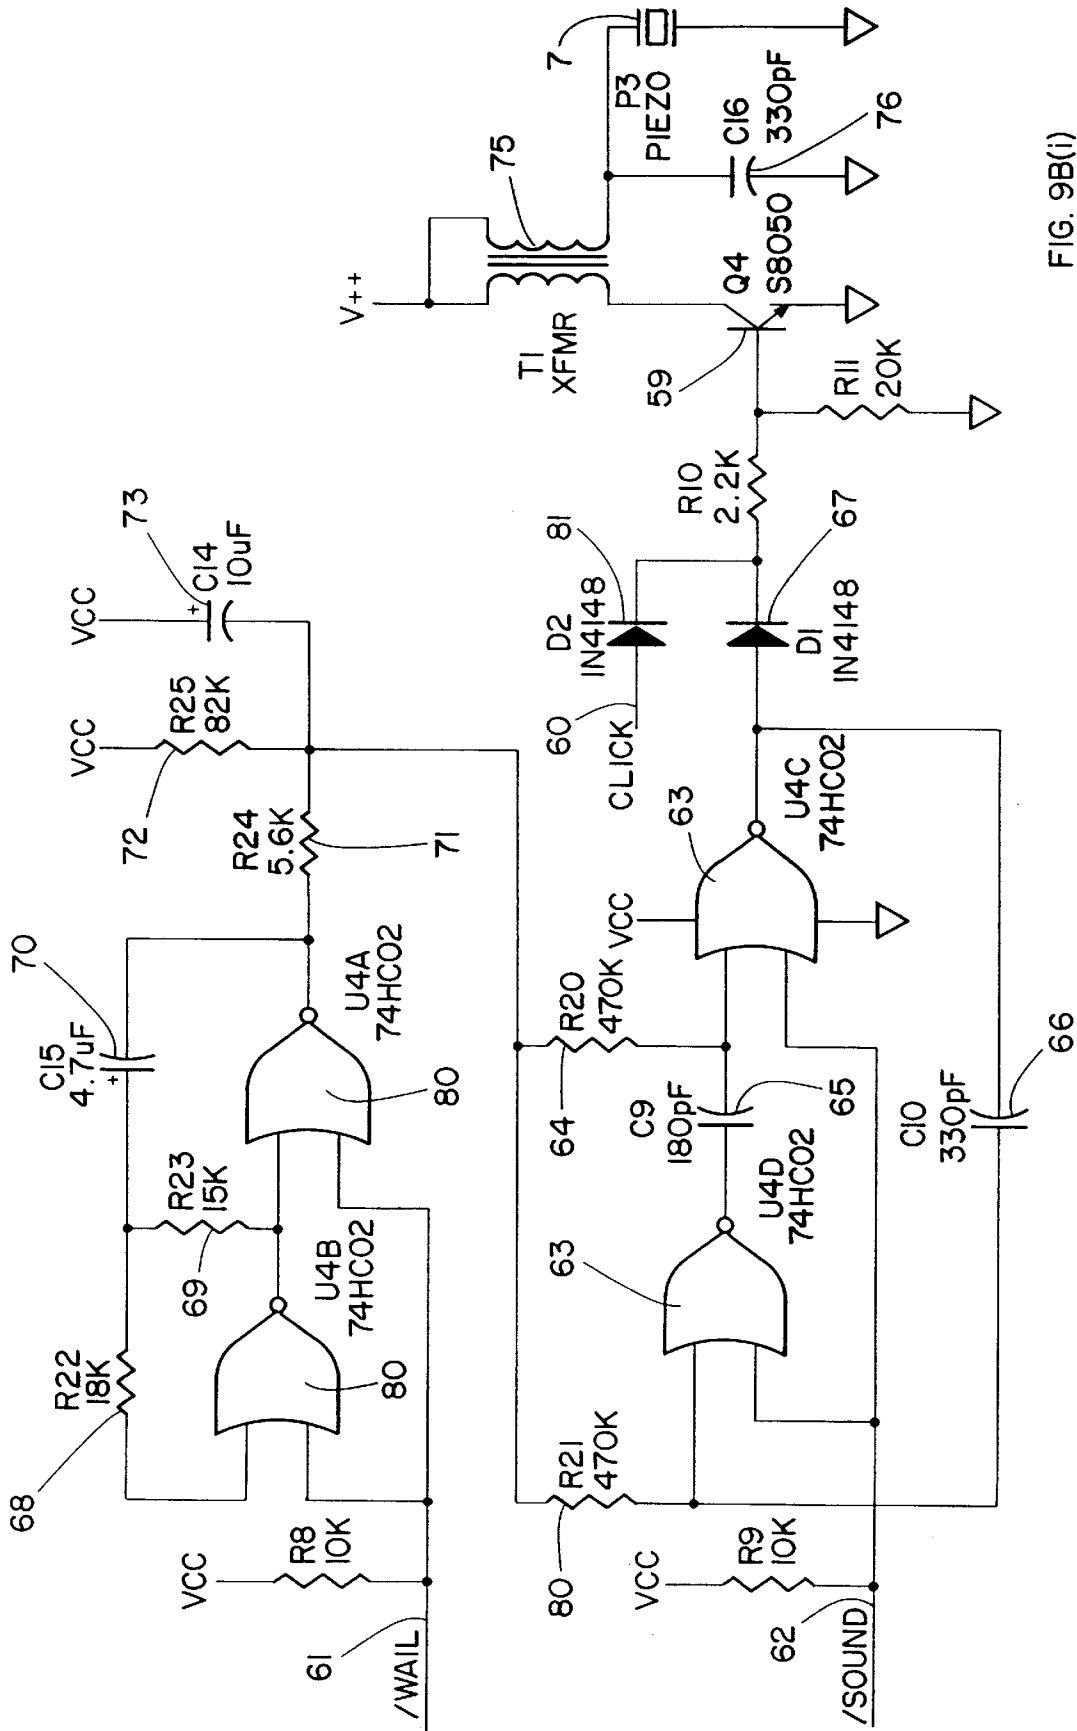 /WAIL
61
VCC
R8
10K
68
R22
18K
80
U4B
74HC02
69
R23
15K
C15
4.7uF
+
70
80
U4A
74HC02
R24
5.6K
71
72
VCC
R25
82K
VCC
73
+
C14
10uF
/SOUND
62
VCC
R9
10K
80
R21
470K
63
U4D
74HC02
64
R20
470K
C9
180pF
65
C10
330pF
66
VCC
63
U4C
74HC02
CLICK
60
D2
1N4148
81
D1
1N4148
67
R10
2.2K
R11
20K
59
Q4
S8050
V++
T1
XFMR
75
C16
330pF
76
P3
PIEZO
7
FIG. 9B(i)